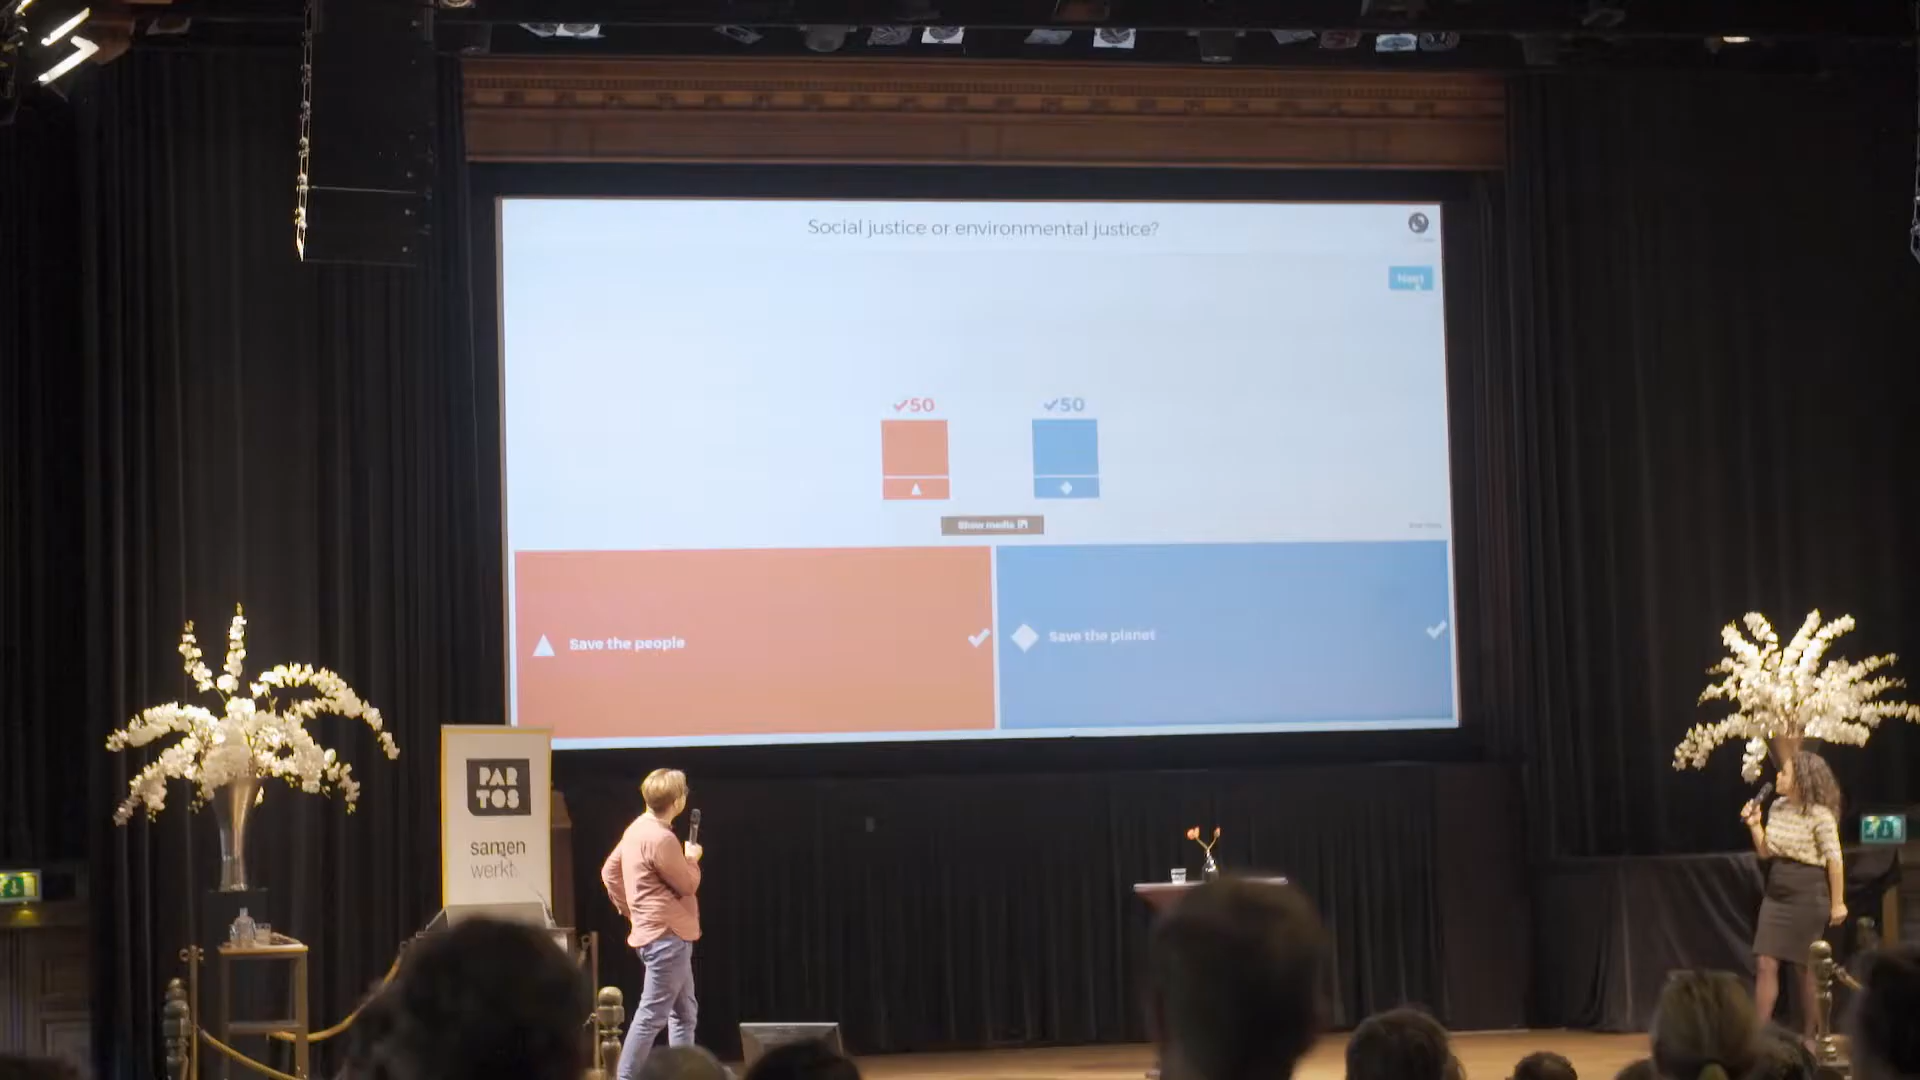 Social justice or environmental justice?
Next
50
50
Show media
Save the people
Save the planet
PAR
TOS
samen
werkt